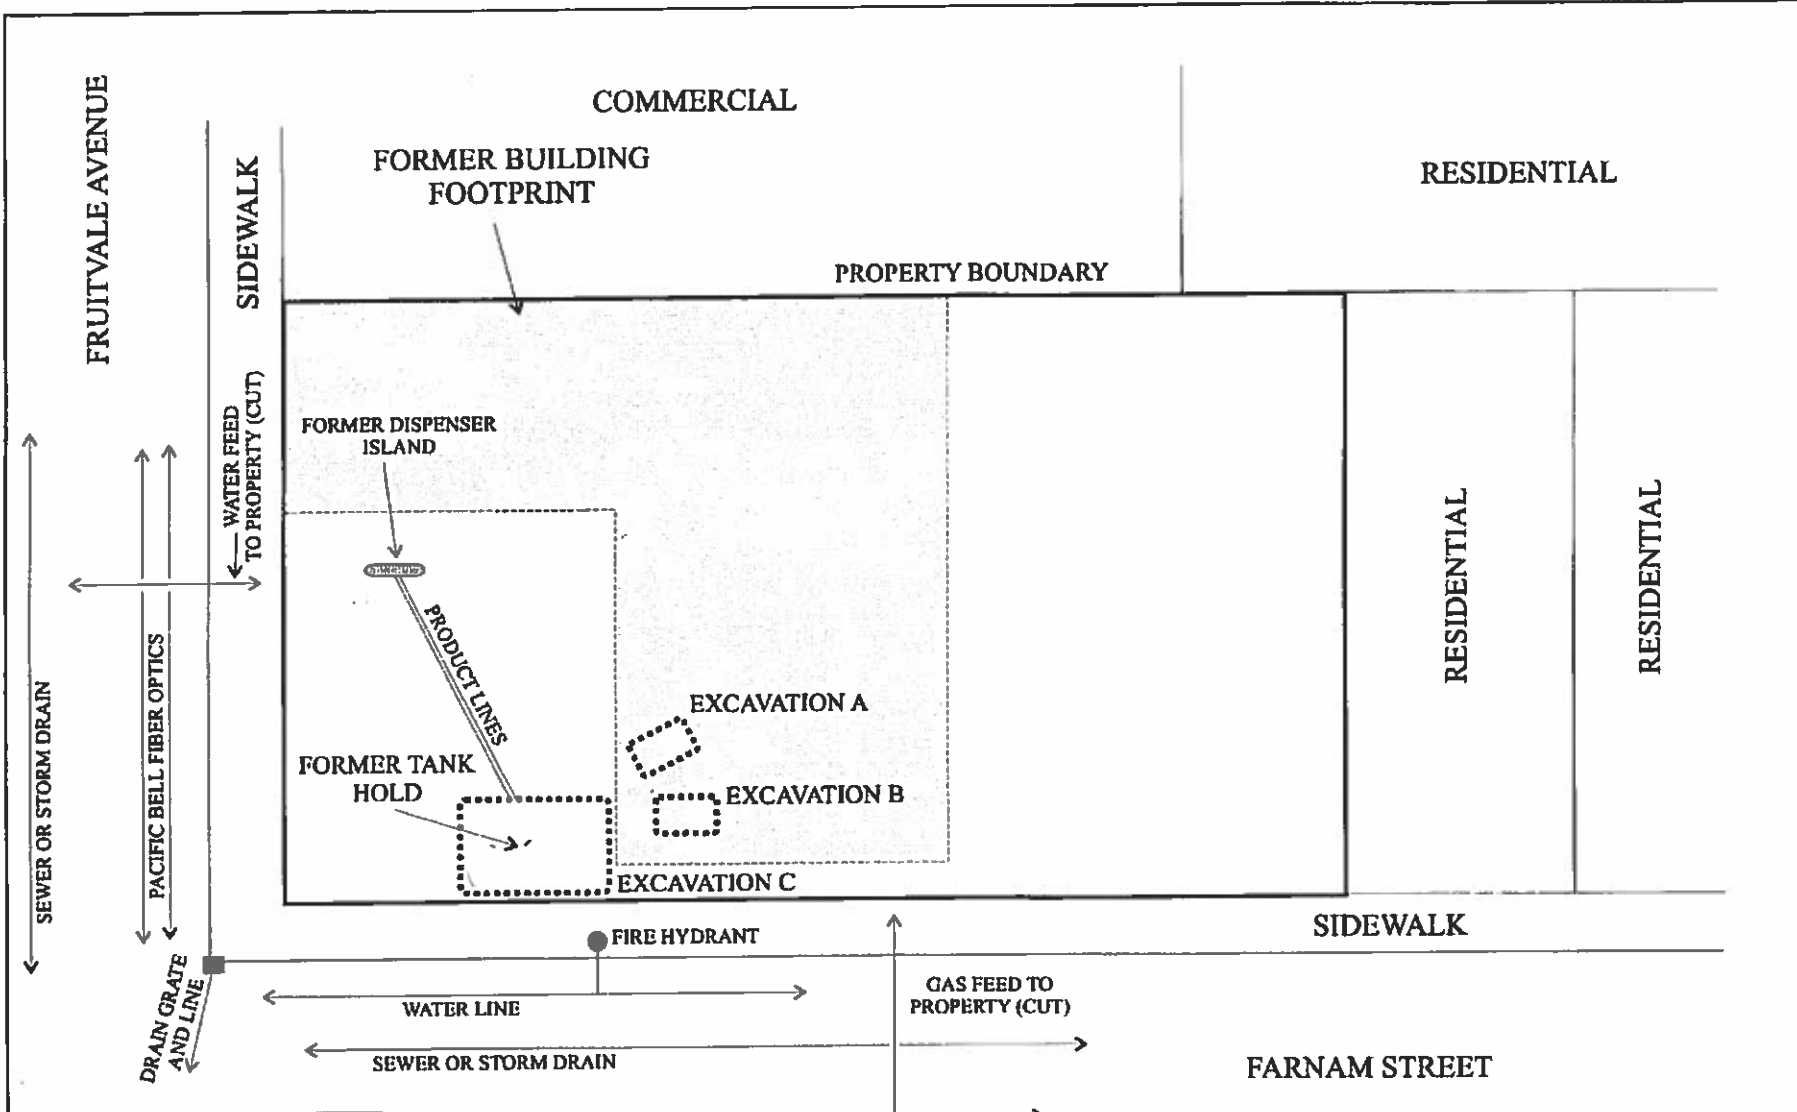 COMMERCIAL
FRUITVALE AVENUE
SIDEWALK
FORMER BUILDING
FOOTPRINT
RESIDENTIAL
PROPERTY BOUNDARY
WATER FEED
TO PROPERTY (CUT)
FORMER DISPENSER
ISLAND
PRODUCT LINES
RESIDENTIAL
RESIDENTIAL
SEWER OR STORM DRAIN
PACIFIC BELL FIBER OPTICS
EXCAVATION A
FORMER TANK
HOLD
EXCAVATION B
EXCAVATION C
SIDEWALK
FIRE HYDRANT
DRAIN GRATE
AND LINE
WATER LINE
GAS FEED TO
PROPERTY (CUT)
SEWER OR STORM DRAIN
FARNAM STREET